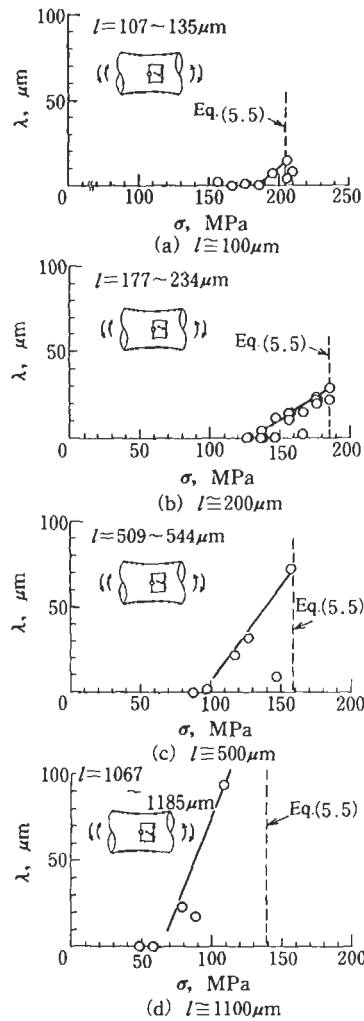 l=107~135μm
100
50
0
λ, μm
Eq.(5.5)
100 150 200 250
σ, MPa
(a) l≅100μm
l=177~234μm
100
50
0
λ, μm
Eq.(5.5)
50 100 150 200
σ, MPa
(b) l≅200μm
l=509~544μm
100
50
0
λ, μm
Eq.(5.5)
50 100 150 200
σ, MPa
(c) l≅500μm
l=1067
~
1185μm
100
50
0
λ, μm
Eq.(5.5)
50 100 150 200
σ, MPa
(d) l≅1100μm